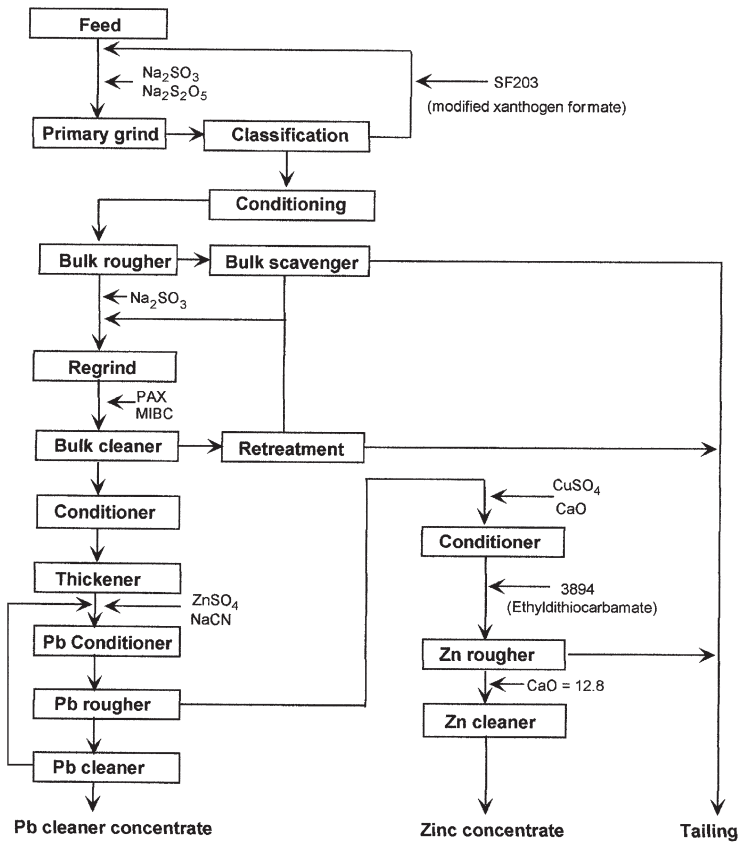 Feed
Na2SO3
Na2S2O5
SF203
(modified xanthogen formate)
Primary grind
Classification
Conditioning
Bulk rougher
Bulk scavenger
Na2SO3
Regrind
PAX
MIBC
Bulk cleaner
Retreatment
Conditioner
CuSO4
CaO
Conditioner
Thickener
ZnSO4
NaCN
3894
(Ethyldithiocarbamate)
Pb Conditioner
Zn rougher
Pb rougher
CaO = 12.8
Zn cleaner
Pb cleaner
Pb cleaner concentrate
Zinc concentrate
Tailing